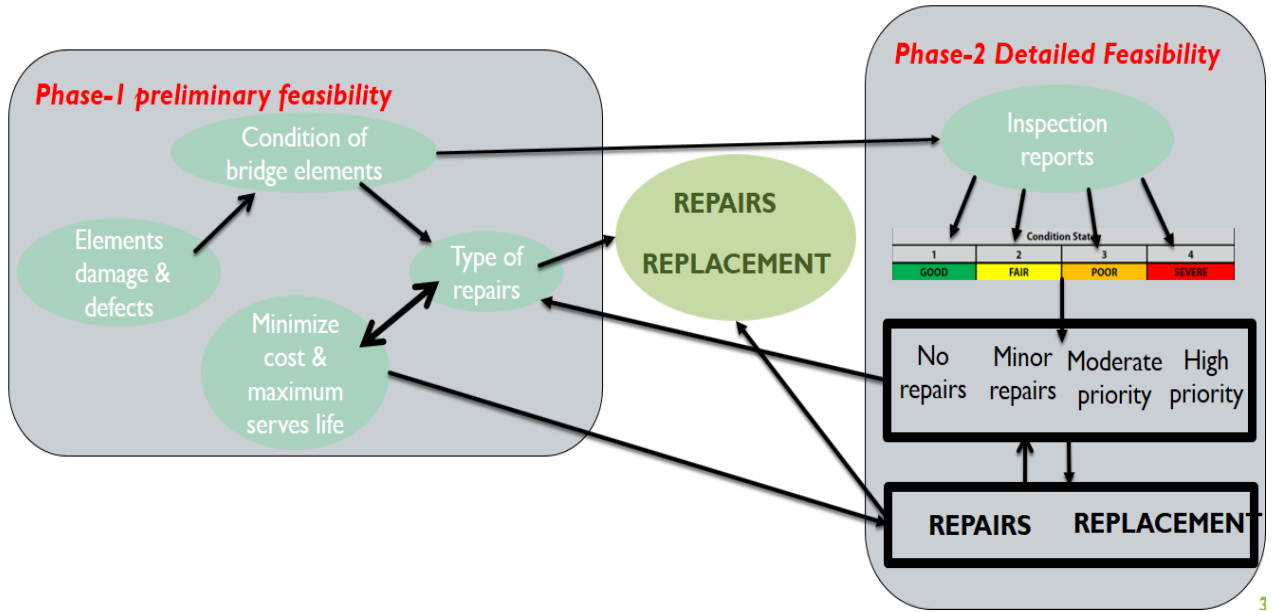 Phase-1 preliminary feasibility
Condition of
bridge elements
Elements
damage &
defects
Type of
repairs
Minimize
cost &
maximum
serves life
REPAIRS
REPLACEMENT
Phase-2 Detailed Feasibility
Inspection
reports
Condition State
1 2 3 4
GOOD FAIR POOR SEVERE
No
repairs
Minor
repairs
Moderate
priority
High
priority
REPAIRS REPLACEMENT
3